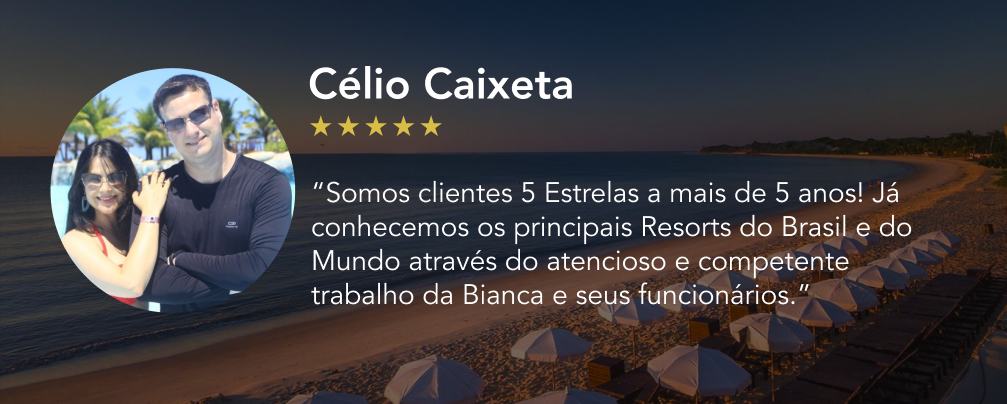 Célio Caixeta
“Somos clientes 5 Estrelas a mais de 5 anos! Já
conhecemos os principais Resorts do Brasil e do
Mundo através do atencioso e competente
trabalho da Bianca e seus funcionários.”